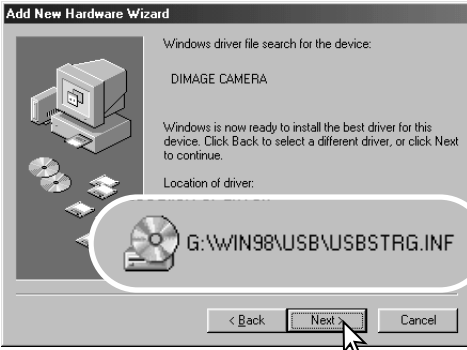 Add New Hardware Wizard
Windows driver file search for the device:
DIMAGE CAMERA
Windows is now ready to install the best driver for this
device. Click Back to select a different driver, or click Next
to continue.
Location of driver:
G:\WIN98\USB\USBSTRG.INF
< Back
Next >
Cancel